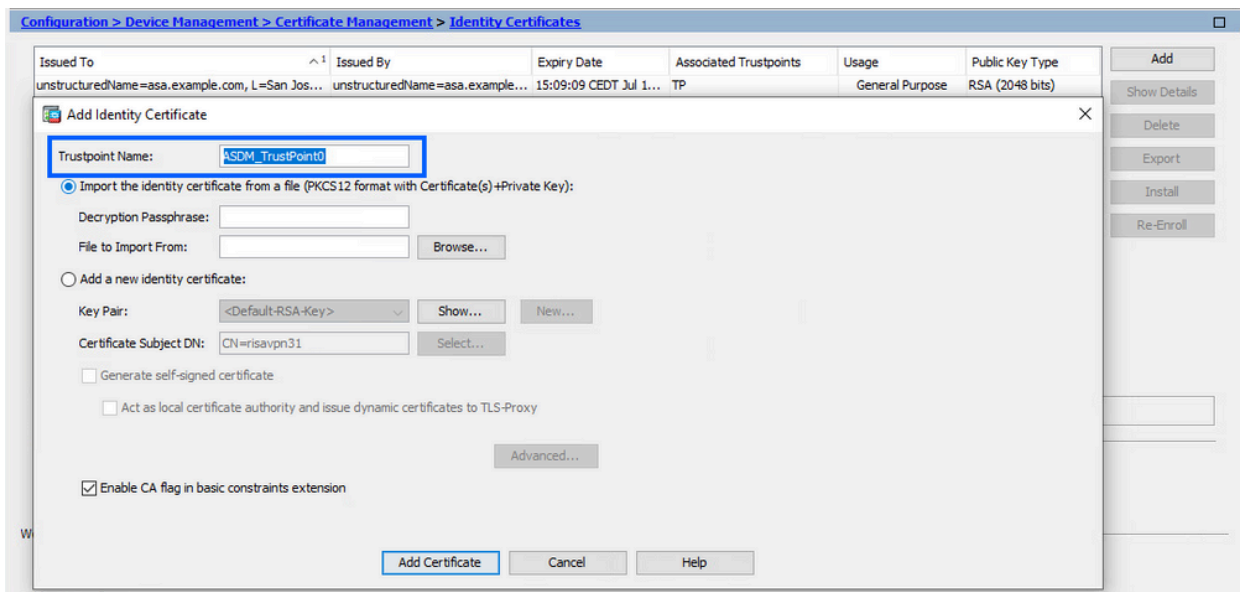 Configuration > Device Management > Certificate Management > Identity Certificates
Issued To 1 Issued By Expiry Date Associated Trustpoints Usage Public Key Type
unstructuredName=asa.example.com, L=San Jos... unstructuredName=asa.example... 15:09:09 CEDT Jul 1... TP General Purpose RSA (2048 bits)
Add
Show Details
Delete
Export
Install
Re-Enroll
Add Identity Certificate
Trustpoint Name: ASDM_TrustPoint0
Import the identity certificate from a file (PKCS12 format with Certificate(s)+Private Key):
Decryption Passphrase:
File to Import From: Browse...
Add a new identity certificate:
Key Pair: <Default-RSA-Key> Show... New...
Certificate Subject DN: CN=risavpn31 Select...
Generate self-signed certificate
Act as local certificate authority and issue dynamic certificates to TLS-Proxy
Advanced...
Enable CA flag in basic constraints extension
Add Certificate Cancel Help